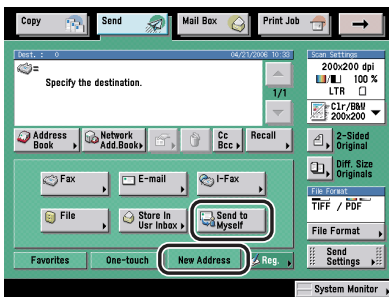 Copy
Send
Mail Box
Print Job
Dest. : 0
04/21/2006 10:33
Specify the destination.
1/1
Address
Book
Network
Add.Book
Cc
Bcc
Recall
Fax
E-mail
I-Fax
File
Store In
Usr Inbox
Send to
Myself
Favorites
One-touch
New Address
Reg.
Scan Settings
200x200 dpi
100 %
LTR
Clr/B&W
200×200
2-Sided
Original
Diff. Size
Originals
File Format
TIFF / PDF
File Format
Send
Settings
System Monitor